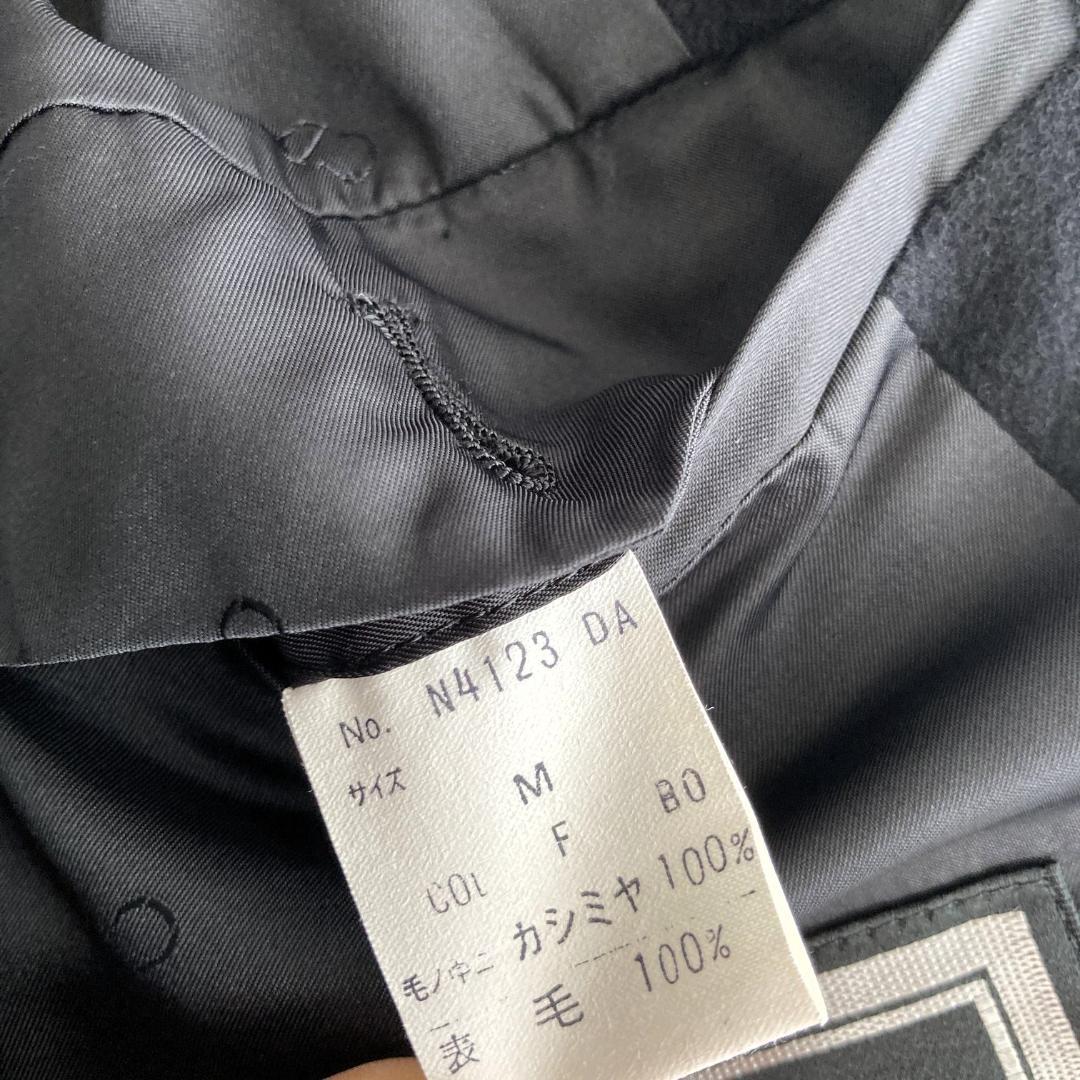 No. N4123 DA
サイズ M BO
COL F
毛ノ中ニ カシミヤ 100%
表 毛 100%